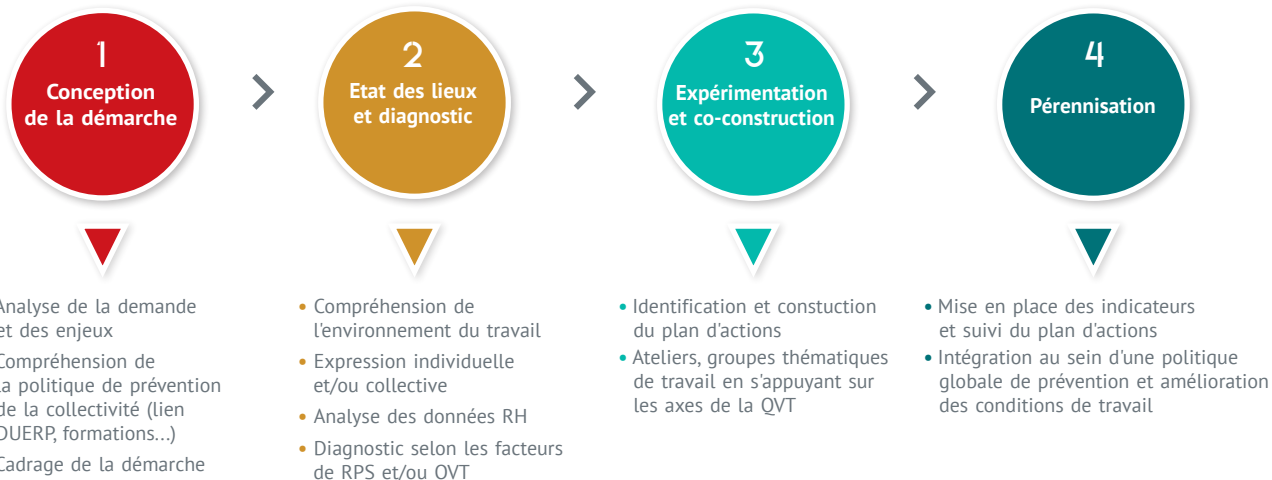 1
Conception
de la démarche
2
Etat des lieux
et diagnostic
3
Expérimentation
et co-construction
4
Pérennisation
Analyse de la demande
et des enjeux
Compréhension de
la politique de prévention
de la collectivité (lien
DUERP, formations...)
Cadrage de la démarche
• Compréhension de
l'environnement du travail
• Expression individuelle
et/ou collective
• Analyse des données RH
• Diagnostic selon les facteurs
de RPS et/ou QVT
• Identification et constuction
du plan d'actions
• Ateliers, groupes thématiques
de travail en s'appuyant sur
les axes de la QVT
• Mise en place des indicateurs
et suivi du plan d'actions
• Intégration au sein d'une politique
globale de prévention et amélioration
des conditions de travail